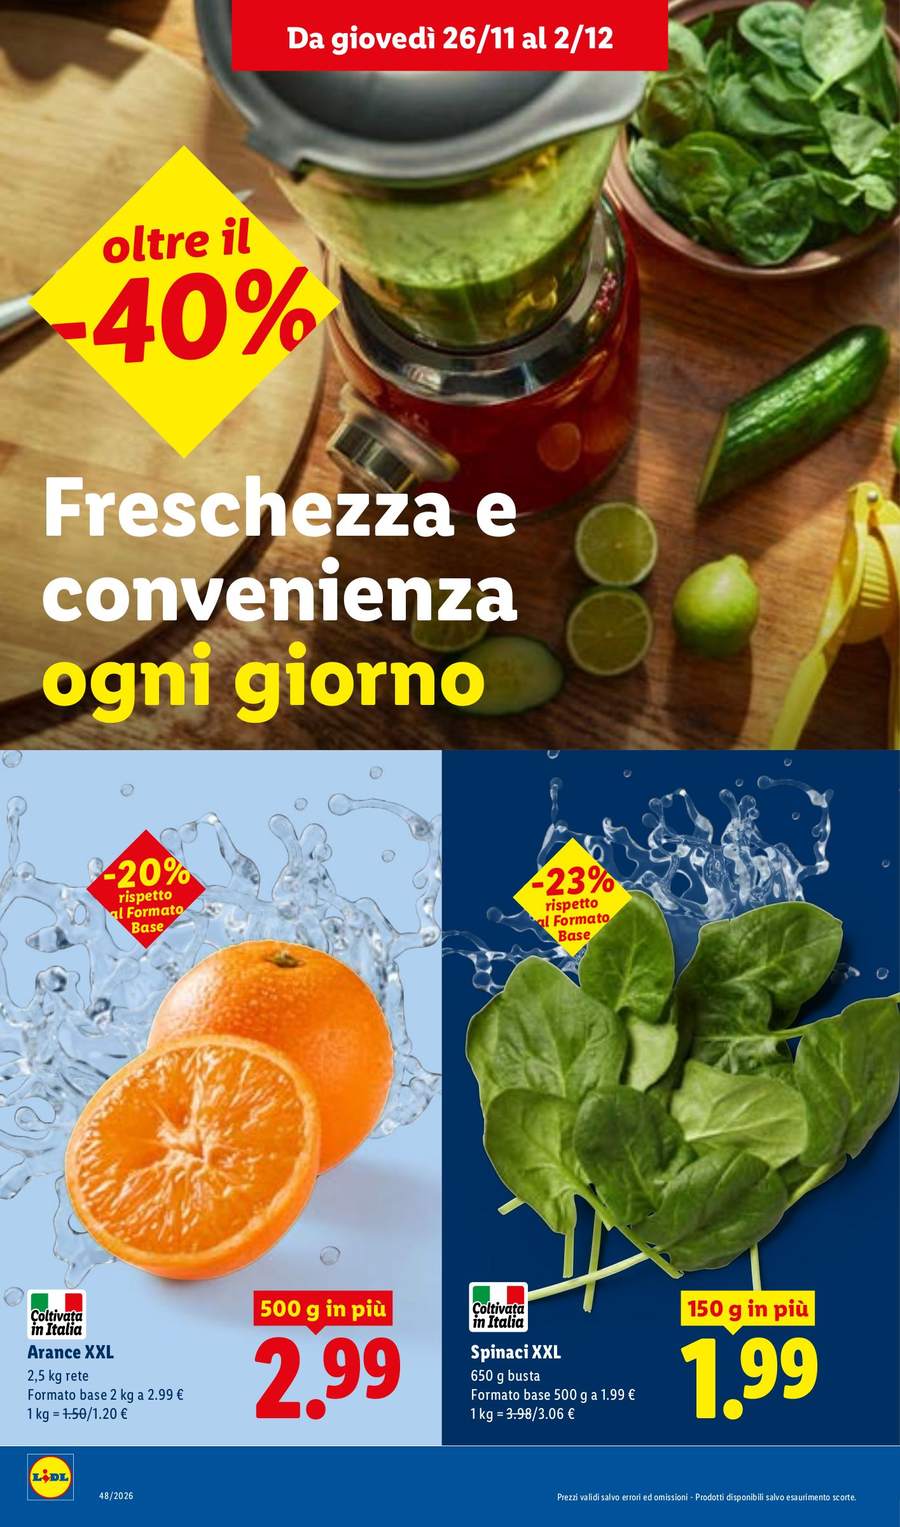 Da giovedì 26/11 al 2/12
oltre il
-40%
Freschezza e
convenienza
ogni giorno
-20%
rispetto
al Formato
Base
-23%
rispetto
al Formato
Base
Coltivata
in Italia
500 g in più
Arance XXL
2,5 kg rete
Formato base 2 kg a 2.99 €
1 kg = 1.50/1.20 €
2.99
Coltivata
in Italia
150 g in più
Spinaci XXL
650 g busta
Formato base 500 g a 1.99 €
1 kg = 3.98/3.06 €
1.99
LIDL
48/2026
Prezzi validi salvo errori ed omissioni - Prodotti disponibili salvo esaurimento scorte.